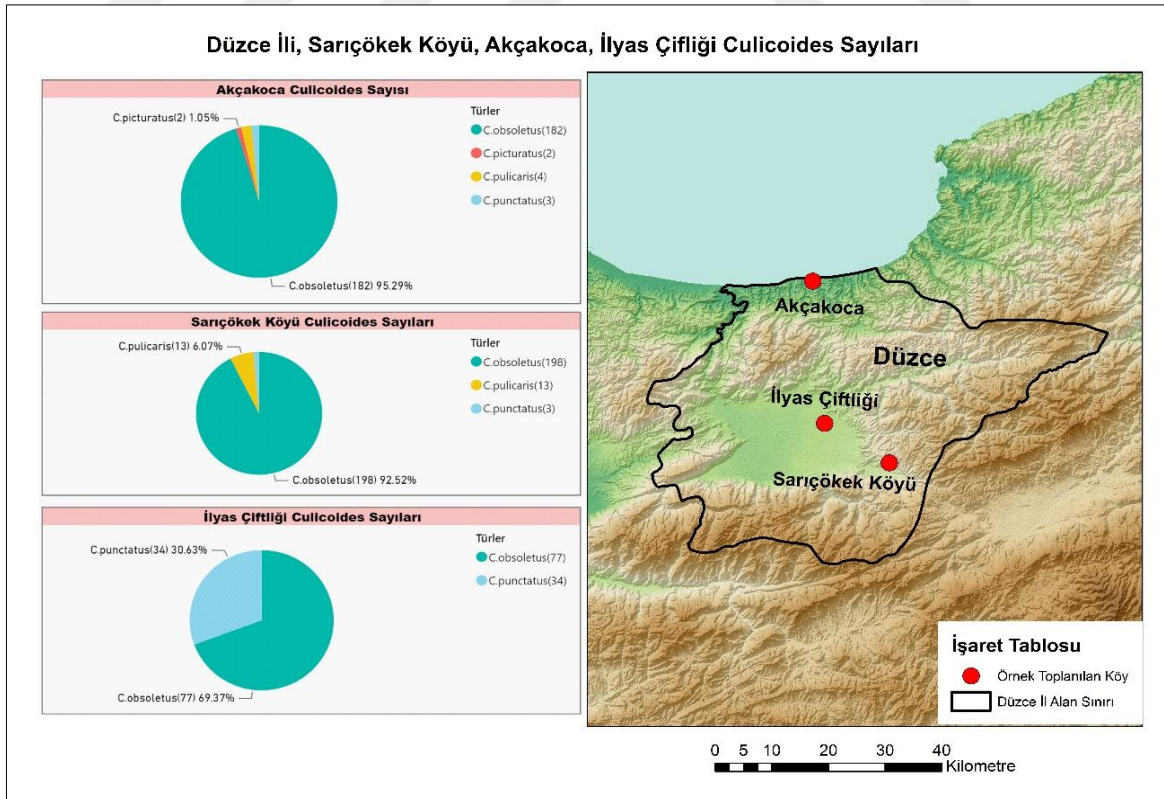 Düzce İli, Sarıçökek Köyü, Akçakoca, İlyas Çifliği Culicoides Sayıları
Akçakoca Culicoides Sayısı
C.picturatus(2) 1.05%
C.obsoletus(182) 95.29%
Türler
C.obsoletus(182)
C.picturatus(2)
C.pulicaris(4)
C.punctatus(3)
Sarıçökek Köyü Culicoides Sayıları
C.pulicaris(13) 6.07%
C.obsoletus(198) 92.52%
Türler
C.obsoletus(198)
C.pulicaris(13)
C.punctatus(3)
İlyas Çiftliği Culicoides Sayıları
C.punctatus(34) 30.63%
C.obsoletus(77) 69.37%
Türler
C.obsoletus(77)
C.punctatus(34)
Akçakoca
Düzce
İlyas Çiftliği
Sarıçökek Köyü
İşaret Tablosu
Örnek Toplanılan Köy
Düzce İl Alan Sınırı
0 5 10 20 30 40
Kilometre